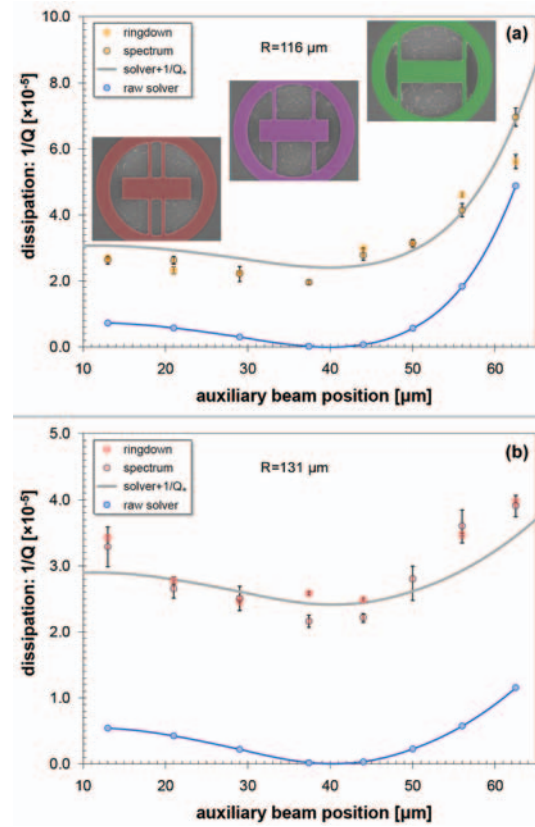 (a)
ringdown
spectrum
solver+1/Q*
raw solver
R=116 µm
dissipation: 1/Q [×10⁻⁵]
10.0
8.0
6.0
4.0
2.0
0.0
10 20 30 40 50 60
auxiliary beam position [µm]
(b)
ringdown
spectrum
solver+1/Q*
raw solver
R=131 µm
dissipation: 1/Q [×10⁻⁵]
5.0
4.0
3.0
2.0
1.0
0.0
10 20 30 40 50 60
auxiliary beam position [µm]